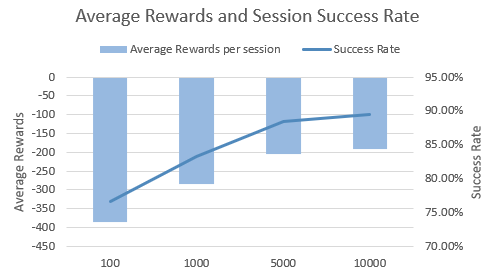 Average Rewards and Session Success Rate
Average Rewards per session
Success Rate
0
-50
-100
-150
-200
-250
-300
-350
-400
-450
Average Rewards
95.00%
90.00%
85.00%
80.00%
75.00%
70.00%
Success Rate
100 1000 5000 10000